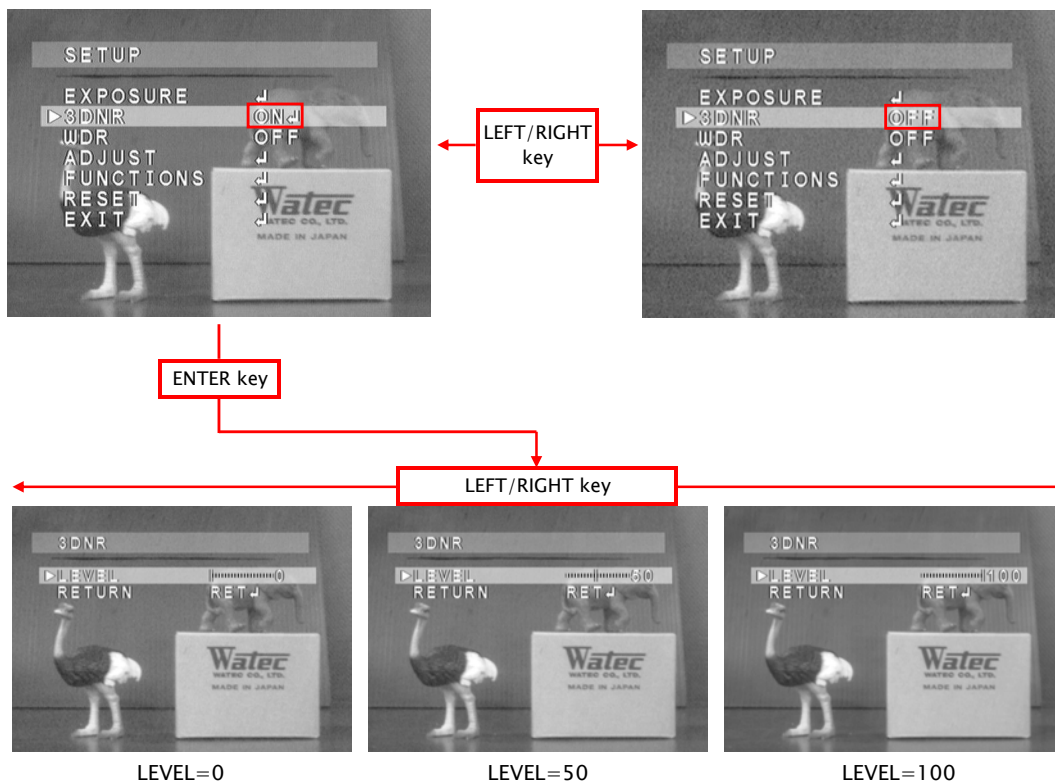 SETUP
EXPOSURE ↲
▷3DNR ON↲
WDR OFF
ADJUST ↲
FUNCTIONS ↲
RESET ↲
EXIT ↲
Watec
WATEC CO., LTD.
MADE IN JAPAN
LEFT/RIGHT
key
SETUP
EXPOSURE ↲
▷3DNR OFF
WDR OFF
ADJUST ↲
FUNCTIONS ↲
RESET ↲
EXIT ↲
Watec
WATEC CO., LTD.
MADE IN JAPAN
ENTER key
LEFT/RIGHT key
3DNR
▷LEVEL 0
RETURN RET↲
Watec
WATEC CO., LTD.
MADE IN JAPAN
LEVEL=0
3DNR
▷LEVEL 50
RETURN RET↲
Watec
WATEC CO., LTD.
MADE IN JAPAN
LEVEL=50
3DNR
▷LEVEL 100
RETURN RET↲
Watec
WATEC CO., LTD.
MADE IN JAPAN
LEVEL=100